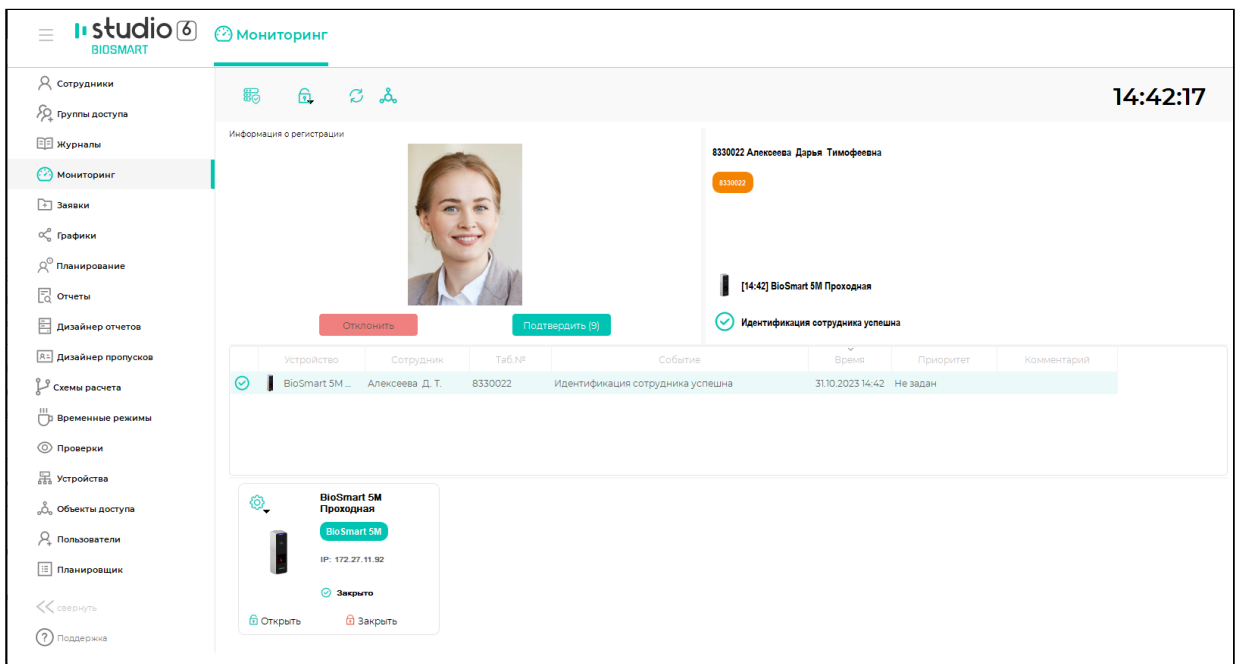 studio 6
BIOSMART
Мониторинг
Сотрудники
Группы доступа
Журналы
Мониторинг
Заявки
Графики
Планирование
Отчеты
Дизайнер отчетов
Дизайнер пропусков
Схемы расчета
Временные режимы
Проверки
Устройства
Объекты доступа
Пользователи
Планировщик
свернуть
Поддержка
14:42:17
Информация о регистрации
Отклонить
Подтвердить (9)
8330022 Алексеева Дарья Тимофеевна
8330022
[14:42] BioSmart 5M Проходная
Идентификация сотрудника успешна
Устройство Сотрудник Таб.№ Событие Время Приоритет Комментарий
BioSmart 5M ... Алексеева Д. Т. 8330022 Идентификация сотрудника успешна 31.10.2023 14:42 Не задан
BioSmart 5M
Проходная
BioSmart 5M
IP: 172.27.11.92
Закрыто
Открыть Закрыть